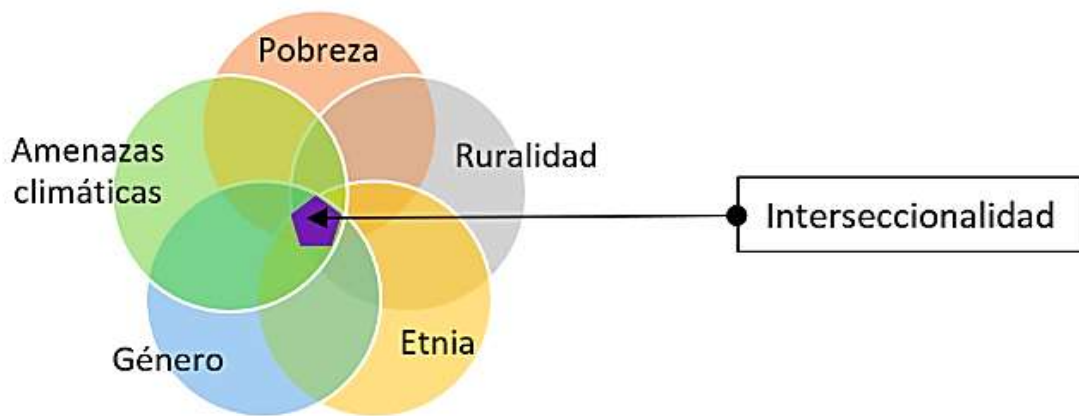 Pobreza
Amenazas
climáticas
Ruralidad
Interseccionalidad
Género
Etnia